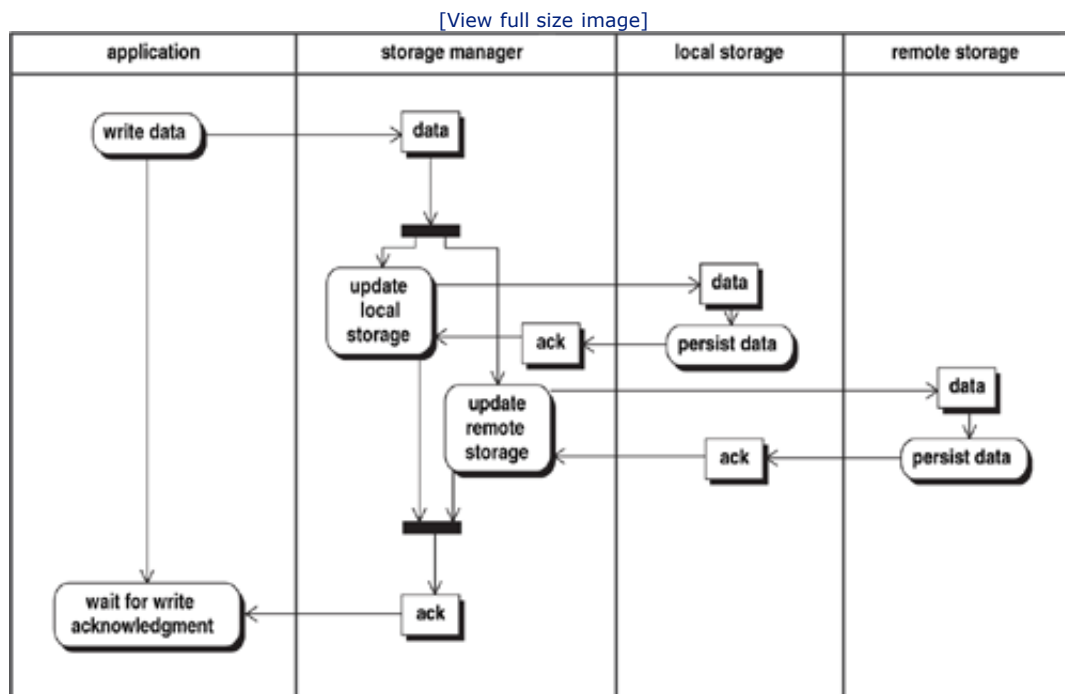 [View full size image]
application
storage manager
local storage
remote storage
write data
data
update
local
storage
data
ack
persist data
update
remote
storage
data
ack
persist data
wait for write
acknowledgment
ack